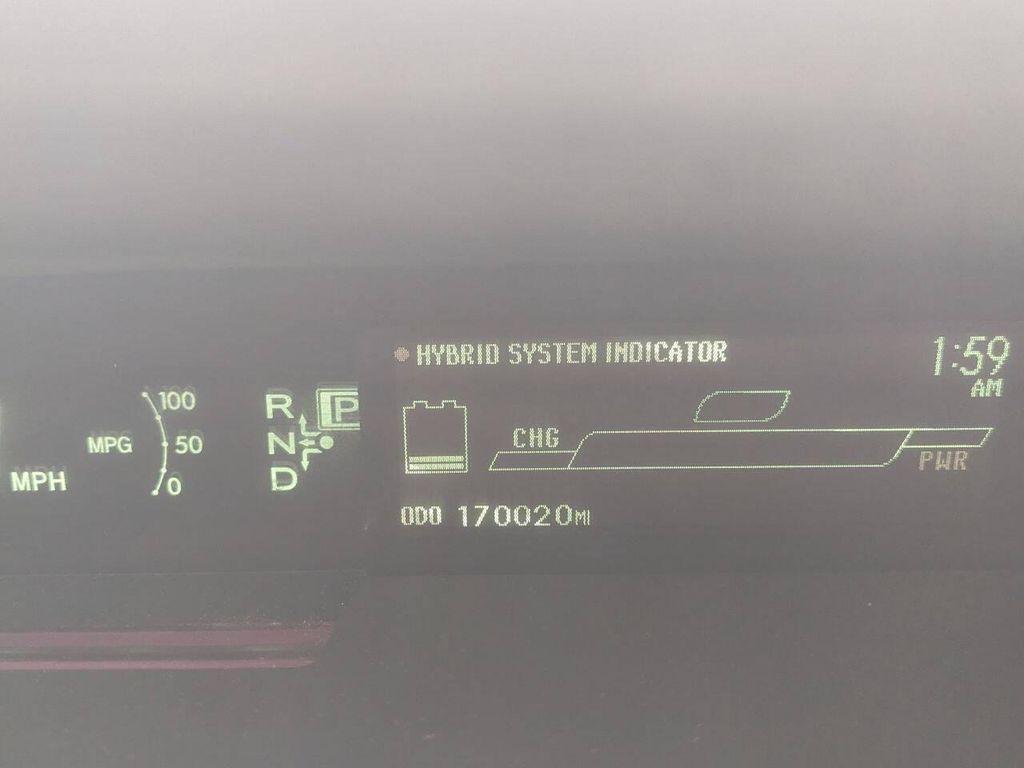 HYBRID SYSTEM INDICATOR
1:59
AM
100
MPG 50
0
MPH
R P
N
D
CHG
PWR
ODO 170020MI